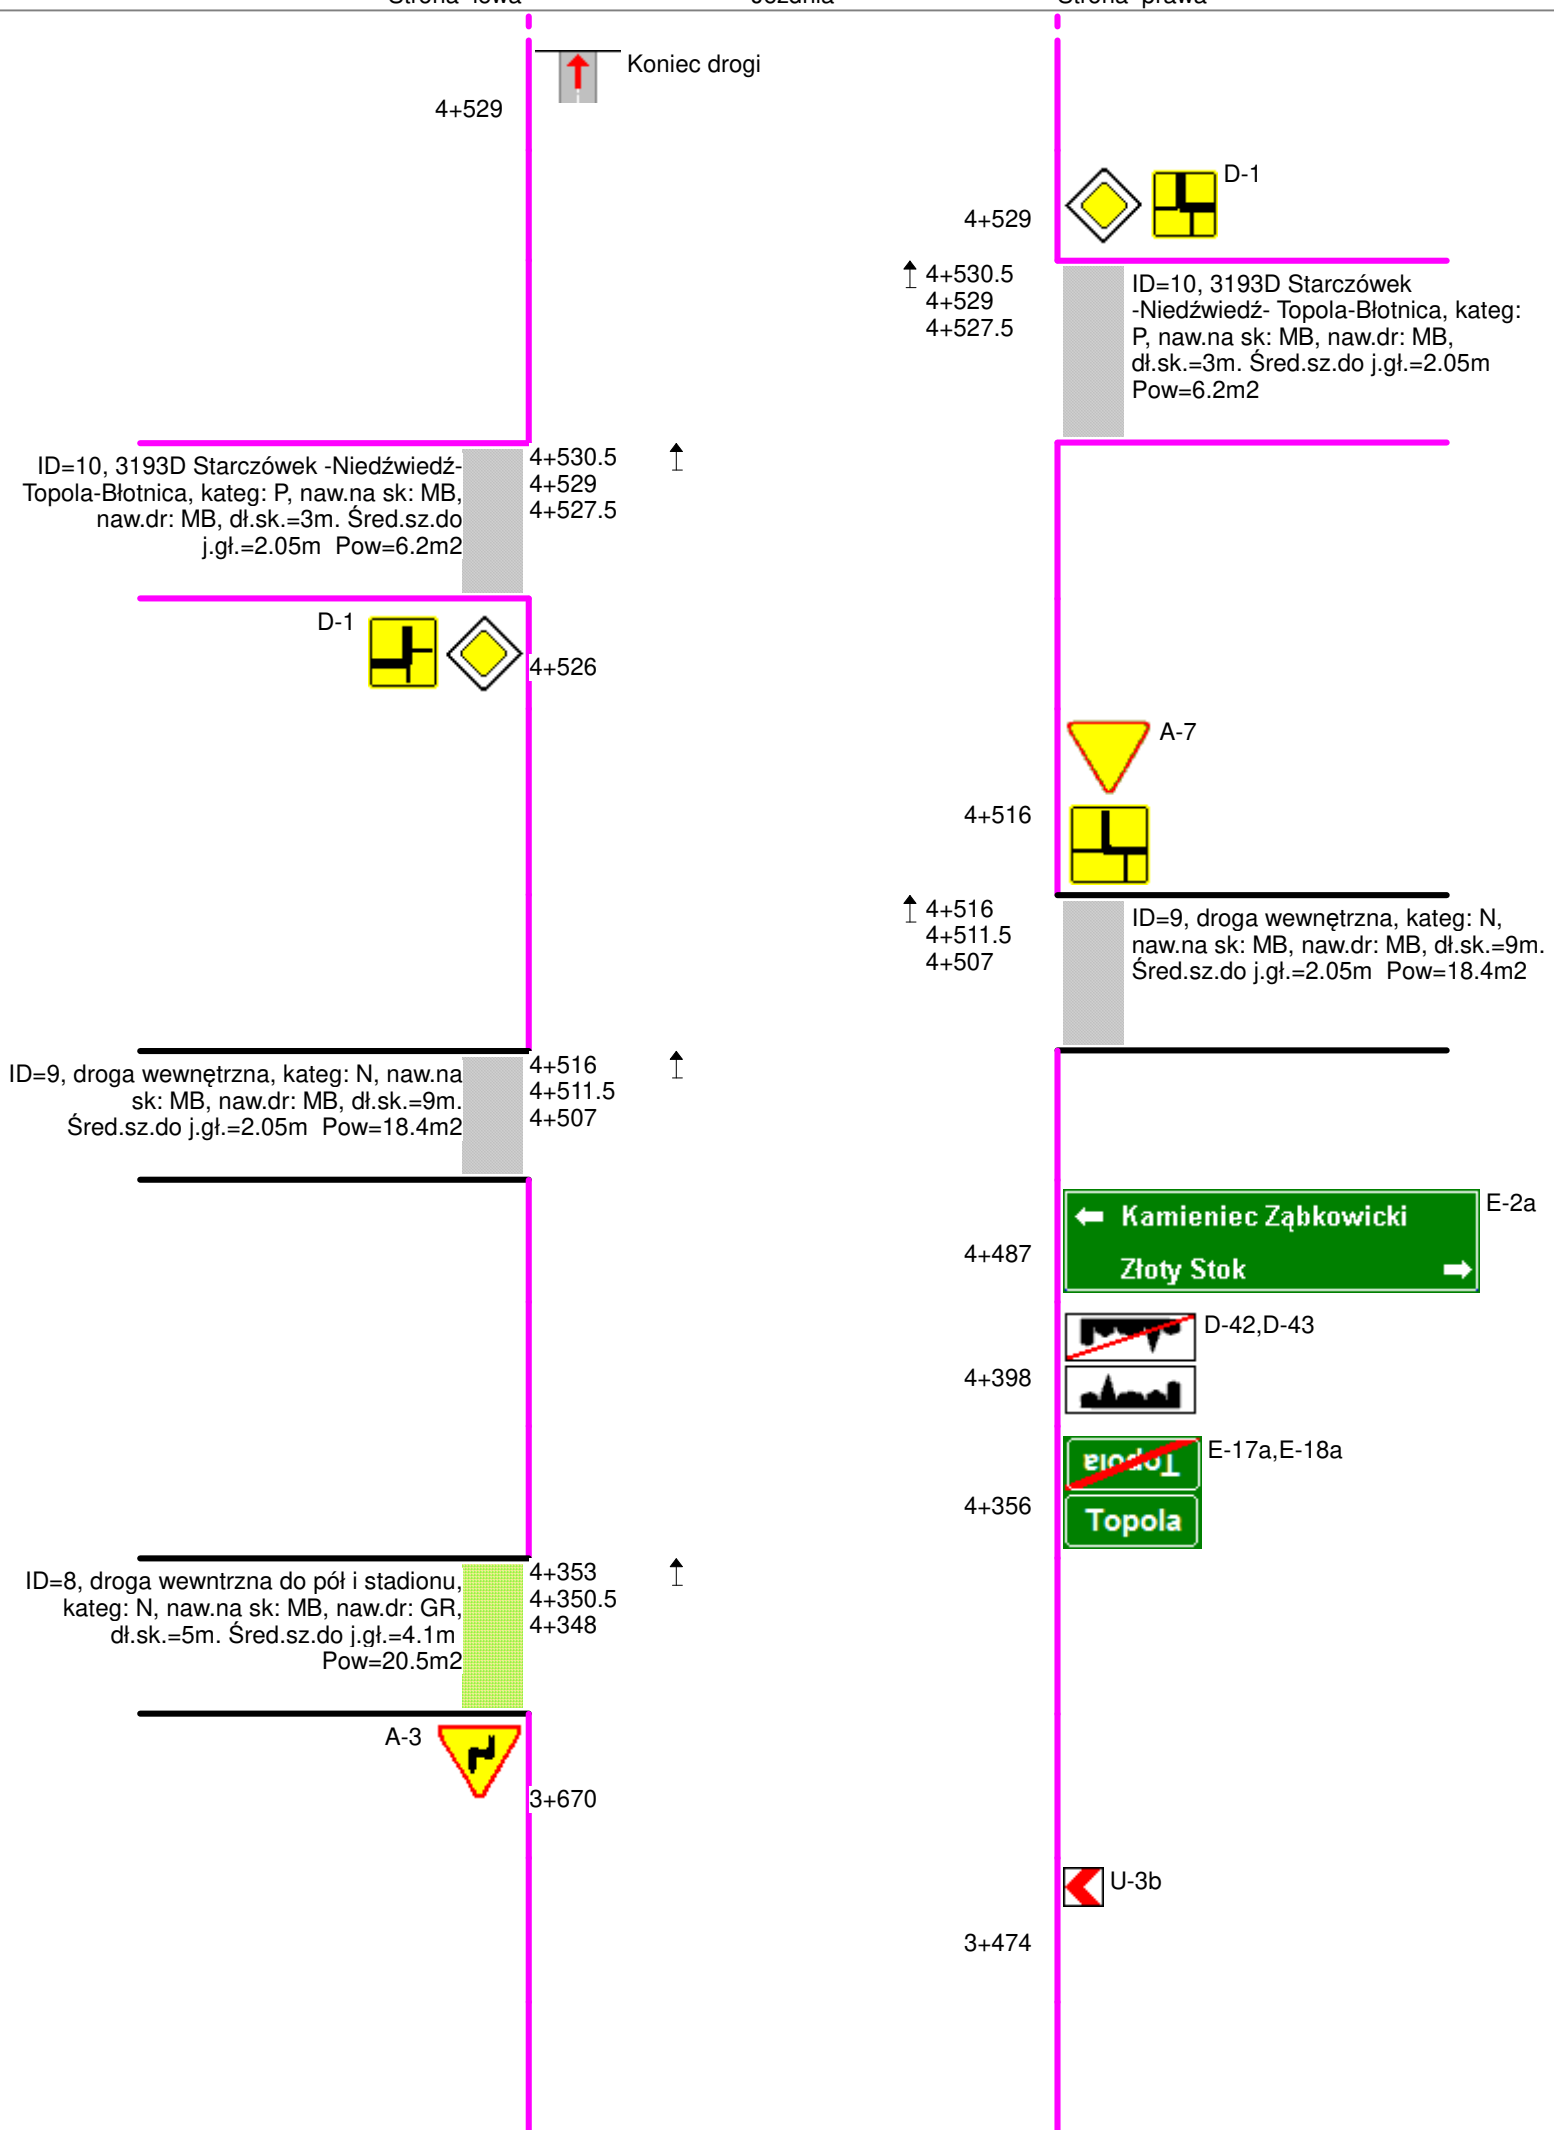 Strona lewa
Jezdnia
Strona prawa
Koniec drogi
4+529
D-1
4+529
4+530.5
4+529
4+527.5
ID=10, 3193D Starczówek
-Niedźwiedź- Topola-Błotnica, kateg:
P, naw.na sk: MB, naw.dr: MB,
dł.sk.=3m. Śred.sz.do j.gł.=2.05m
Pow=6.2m2
ID=10, 3193D Starczówek -Niedźwiedź-
Topola-Błotnica, kateg: P, naw.na sk: MB,
naw.dr: MB, dł.sk.=3m. Śred.sz.do
j.gł.=2.05m Pow=6.2m2
4+530.5
4+529
4+527.5
D-1
4+526
A-7
4+516
4+516
4+511.5
4+507
ID=9, droga wewnętrzna, kateg: N,
naw.na sk: MB, naw.dr: MB, dł.sk.=9m.
Śred.sz.do j.gł.=2.05m Pow=18.4m2
ID=9, droga wewnętrzna, kateg: N, naw.na
sk: MB, naw.dr: MB, dł.sk.=9m.
Śred.sz.do j.gł.=2.05m Pow=18.4m2
4+516
4+511.5
4+507
Kamieniec Ząbkowicki
Złoty Stok
E-2a
4+487
D-42,D-43
4+398
Topola
E-17a,E-18a
4+356
Topola
ID=8, droga wewntrzna do pół i stadionu,
kateg: N, naw.na sk: MB, naw.dr: GR,
dł.sk.=5m. Śred.sz.do j.gł.=4.1m
Pow=20.5m2
4+353
4+350.5
4+348
A-3
3+670
U-3b
3+474